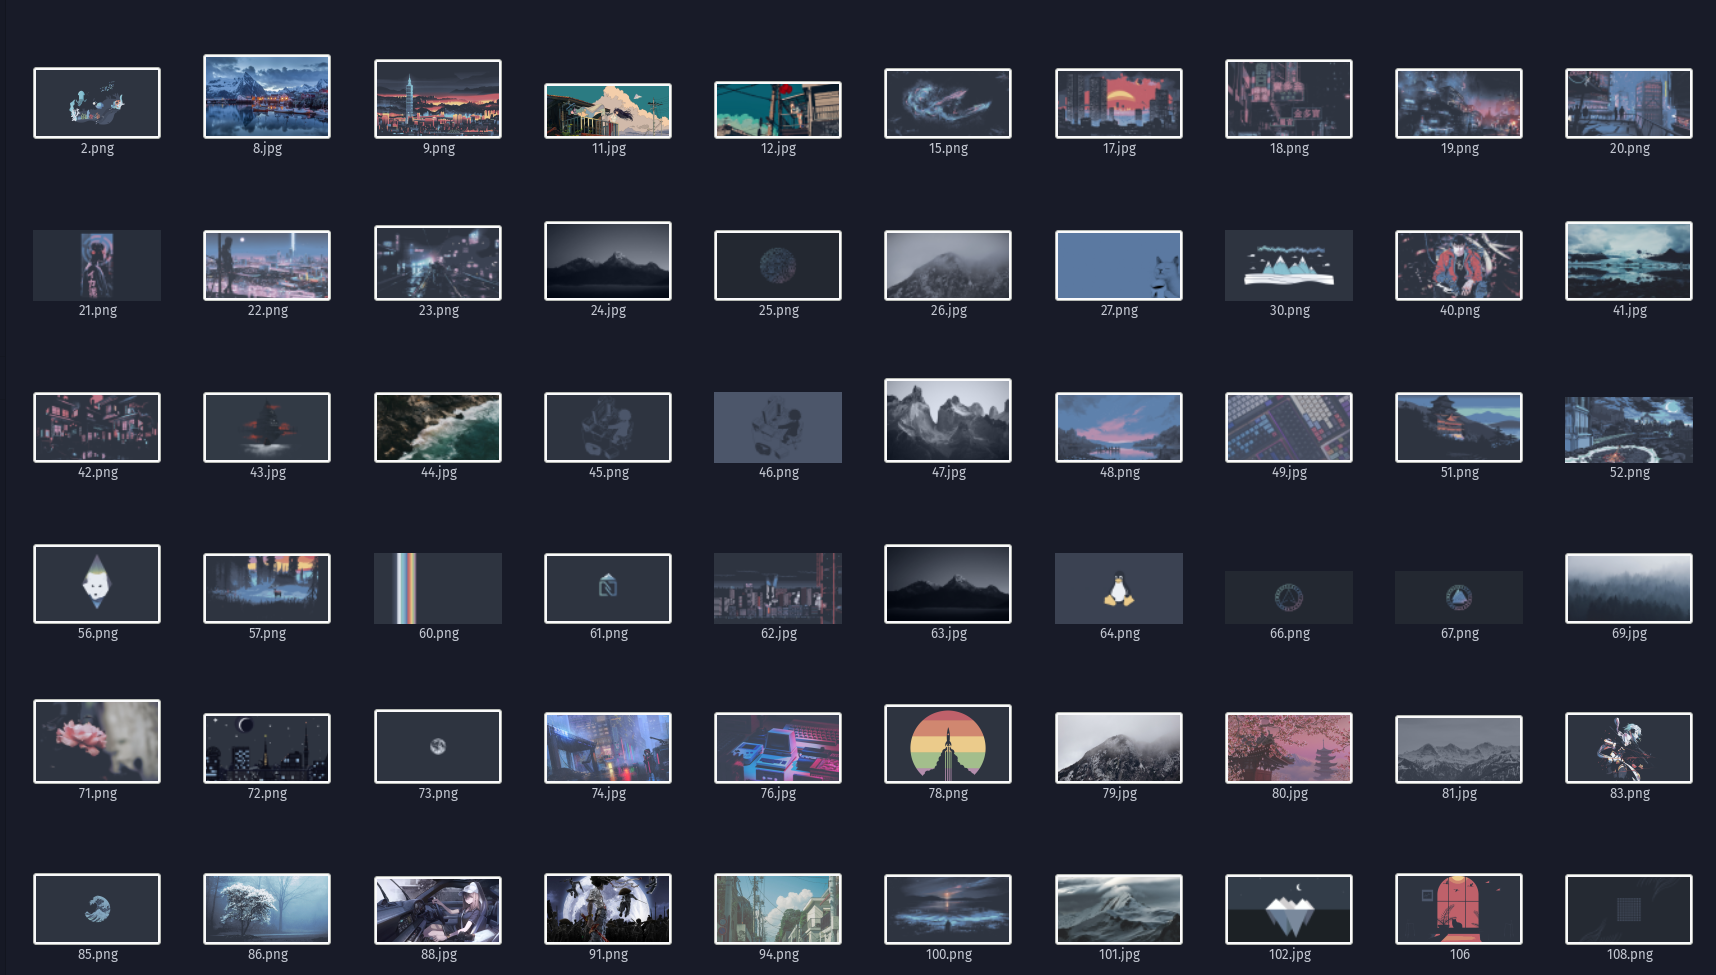 2.png 8.jpg 9.png 11.jpg 12.jpg 15.png 17.jpg 18.png 19.png 20.png
21.png 22.png 23.png 24.jpg 25.png 26.jpg 27.png 30.png 40.png 41.jpg
42.png 43.jpg 44.jpg 45.png 46.png 47.jpg 48.png 49.jpg 51.png 52.png
56.png 57.png 60.png 61.png 62.jpg 63.jpg 64.png 66.png 67.png 69.jpg
71.png 72.png 73.png 74.jpg 76.jpg 78.png 79.jpg 80.jpg 81.jpg 83.png
85.png 86.png 88.jpg 91.png 94.png 100.png 101.jpg 102.jpg 106 108.png